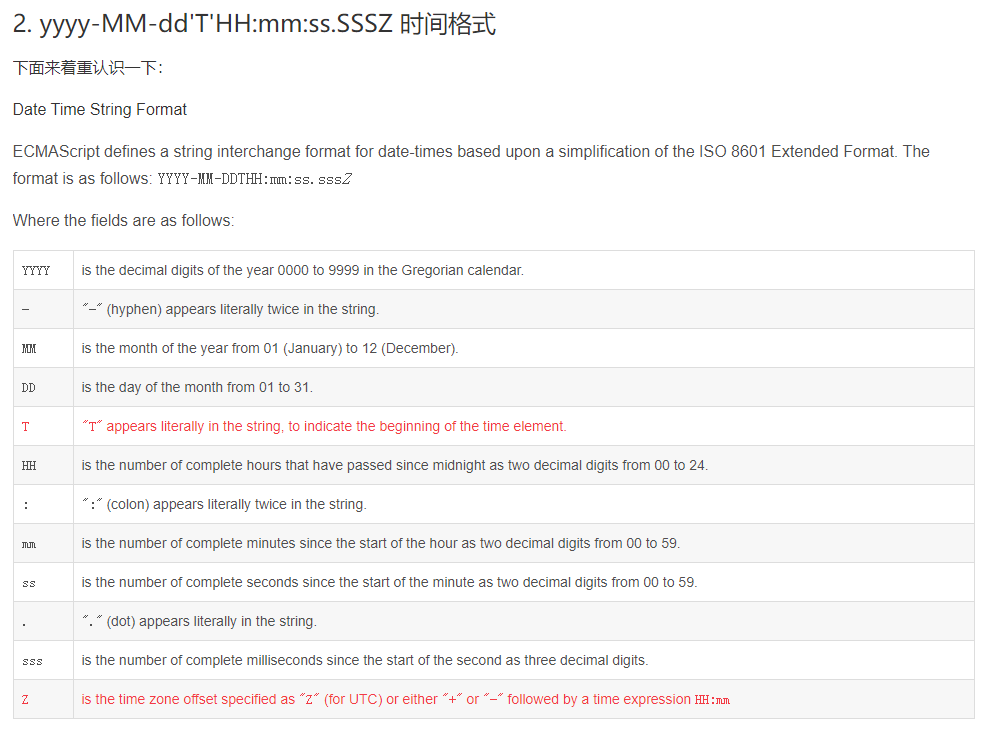 2. yyyy-MM-dd'T'HH:mm:ss.SSSZ 时间格式
下面来着重认识一下：
Date Time String Format
ECMAScript defines a string interchange format for date-times based upon a simplification of the ISO 8601 Extended Format. The
format is as follows: YYYY-MM-DDTHH:mm:ss.sssZ
Where the fields are as follows:
YYYY is the decimal digits of the year 0000 to 9999 in the Gregorian calendar.
- "-" (hyphen) appears literally twice in the string.
MM is the month of the year from 01 (January) to 12 (December).
DD is the day of the month from 01 to 31.
T "T" appears literally in the string, to indicate the beginning of the time element.
HH is the number of complete hours that have passed since midnight as two decimal digits from 00 to 24.
: ":" (colon) appears literally twice in the string.
mm is the number of complete minutes since the start of the hour as two decimal digits from 00 to 59.
ss is the number of complete seconds since the start of the minute as two decimal digits from 00 to 59.
. "." (dot) appears literally in the string.
sss is the number of complete milliseconds since the start of the second as three decimal digits.
Z is the time zone offset specified as "Z" (for UTC) or either "+" or "-" followed by a time expression HH:mm